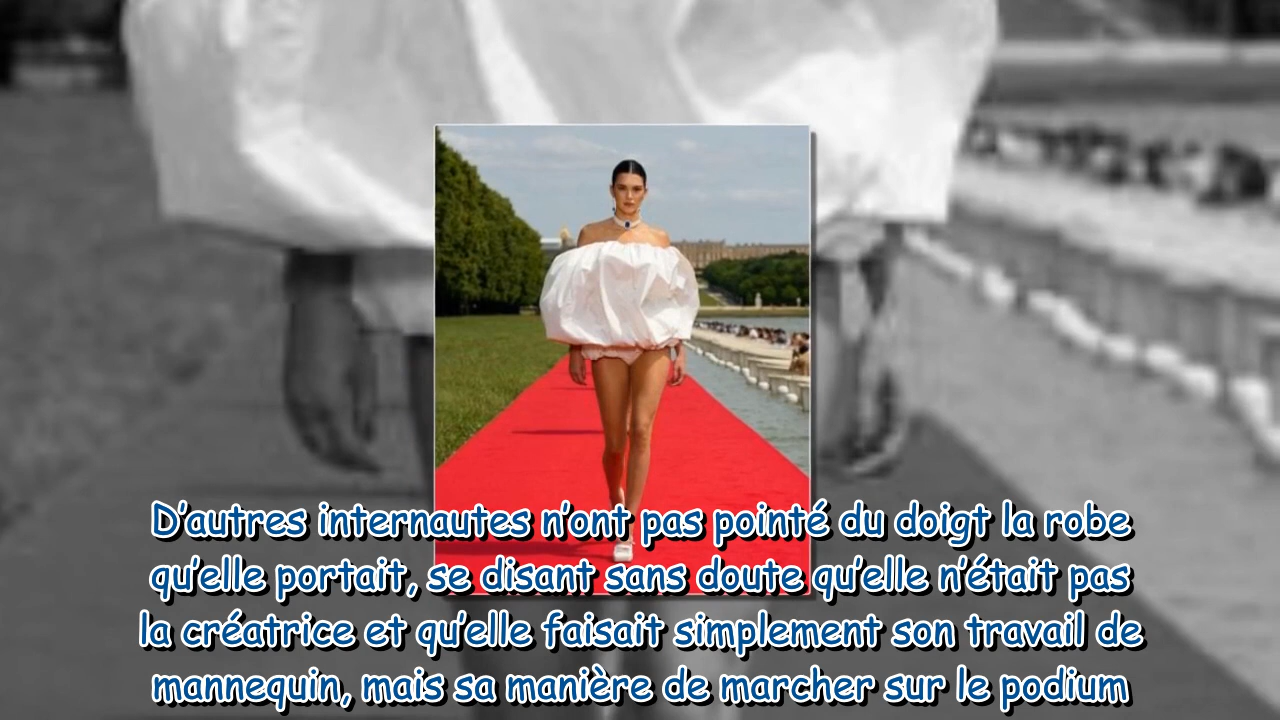 D'autres internautes n'ont pas pointé du doigt la robe
qu'elle portait, se disant sans doute qu'elle n'était pas
la créatrice et qu'elle faisait simplement son travail de
mannequin, mais sa manière de marcher sur le podium